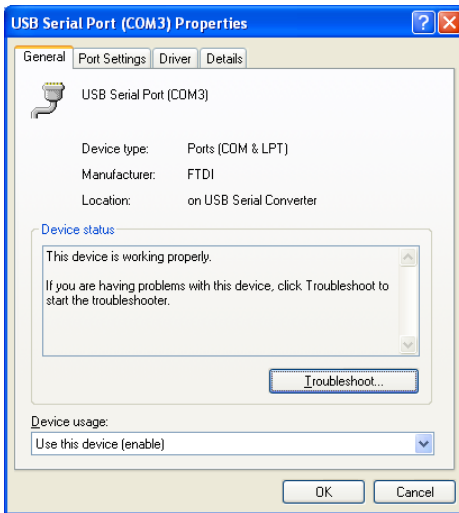 USB Serial Port (COM3) Properties
General Port Settings Driver Details
USB Serial Port (COM3)
Device type: Ports (COM & LPT)
Manufacturer: FTDI
Location: on USB Serial Converter
Device status
This device is working properly.
If you are having problems with this device, click Troubleshoot to
start the troubleshooter.
Troubleshoot...
Device usage:
Use this device (enable)
OK Cancel